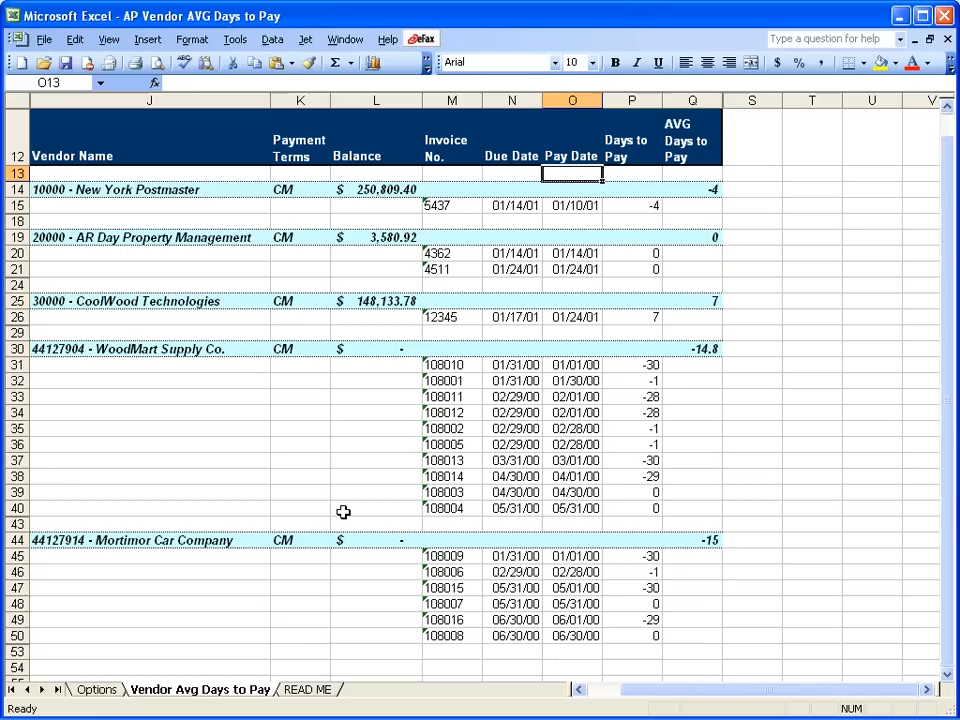 Microsoft Excel - AP Vendor AVG Days to Pay
File Edit View Insert Format Tools Data Jet Window Help eFax Type a question for help
Arial 10 B I U $ % ,
O13 fx
J K L M N O P Q S T U V
12 Vendor Name Payment Terms Balance Invoice No. Due Date Pay Date Days to Pay AVG Days to Pay
13
14 10000 - New York Postmaster CM $ 250,809.40 -4
15 5437 01/14/01 01/10/01 -4
18
19 20000 - AR Day Property Management CM $ 3,580.92 0
20 4362 01/14/01 01/14/01 0
21 4511 01/24/01 01/24/01 0
24
25 30000 - CoolWood Technologies CM $ 148,133.78 7
26 12345 01/17/01 01/24/01 7
29
30 44127904 - WoodMart Supply Co. CM $ - -14.8
31 108010 01/31/00 01/01/00 -30
32 108001 01/31/00 01/30/00 -1
33 108011 02/29/00 02/01/00 -28
34 108012 02/29/00 02/01/00 -28
35 108002 02/29/00 02/28/00 -1
36 108005 02/29/00 02/28/00 -1
37 108013 03/31/00 03/01/00 -30
38 108014 04/30/00 04/01/00 -29
39 108003 04/30/00 04/30/00 0
40 108004 05/31/00 05/31/00 0
43
44 44127914 - Mortimor Car Company CM $ - -15
45 108009 01/31/00 01/01/00 -30
46 108006 02/29/00 02/28/00 -1
47 108015 05/31/00 05/01/00 -30
48 108007 05/31/00 05/31/00 0
49 108016 06/30/00 06/01/00 -29
50 108008 06/30/00 06/30/00 0
53
54
Options Vendor Avg Days to Pay READ ME
Ready NUM